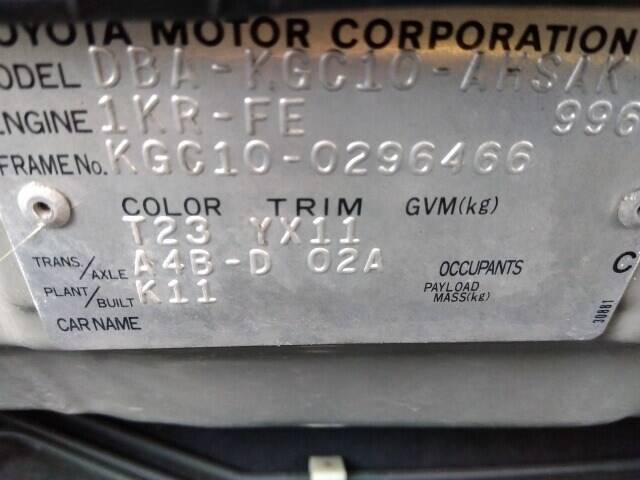 TOYOTA MOTOR CORPORATION
MODEL DBA-KGC10-AHSAK
ENGINE 1KR-FE 996
FRAME No. KGC10-0296466
COLOR TRIM GVM(kg)
T23 YX11
TRANS./AXLE A4B-D 02A OCCUPANTS C
PLANT/BUILT K11 PAYLOAD MASS(kg)
CAR NAME
30881